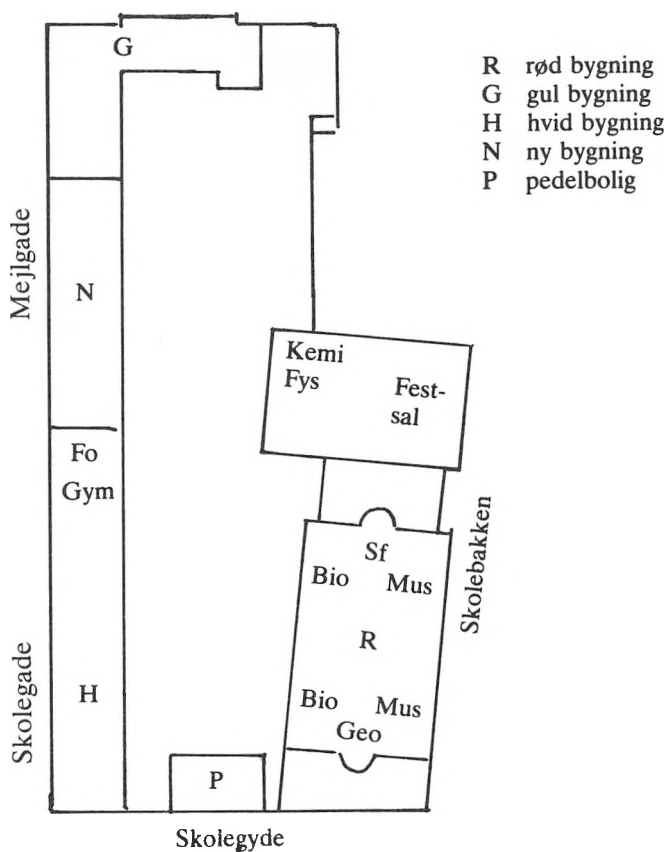 G
R rød bygning
G gul bygning
H hvid bygning
N ny bygning
P pedelbolig
Mejlgade
N
Kemi
Fys
Fest-
sal
Fo
Gym
Skolebakken
Sf
Bio Mus
R
Skolegade
H
Bio Mus
Geo
P
Skolegyde